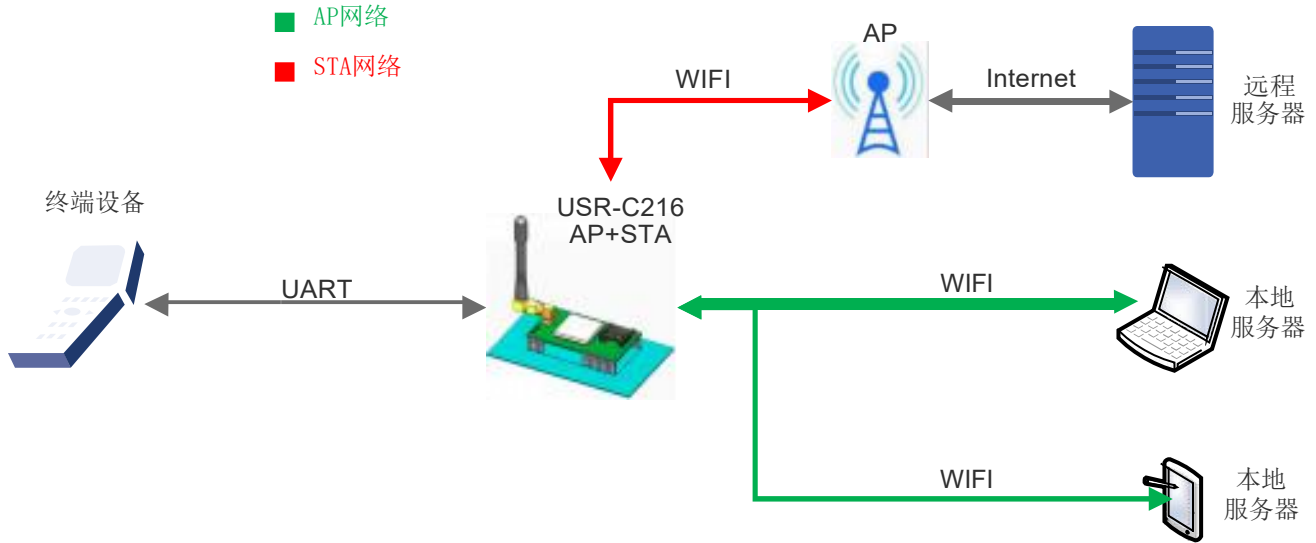 AP网络
STA网络
AP
WIFI
Internet
远程
服务器
终端设备
USR-C216
AP+STA
UART
WIFI
本地
服务器
WIFI
本地
服务器